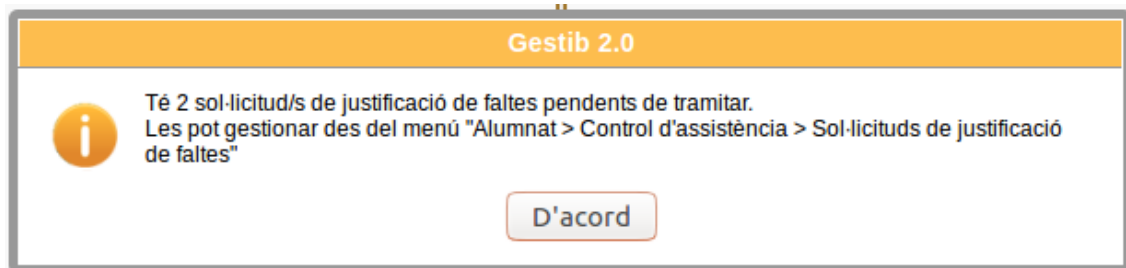 Gestib 2.0
Té 2 sol·licitud/s de justificació de faltes pendents de tramitar.
Les pot gestionar des del menú "Alumnat > Control d'assistència > Sol·licituds de justificació
de faltes"
D'acord